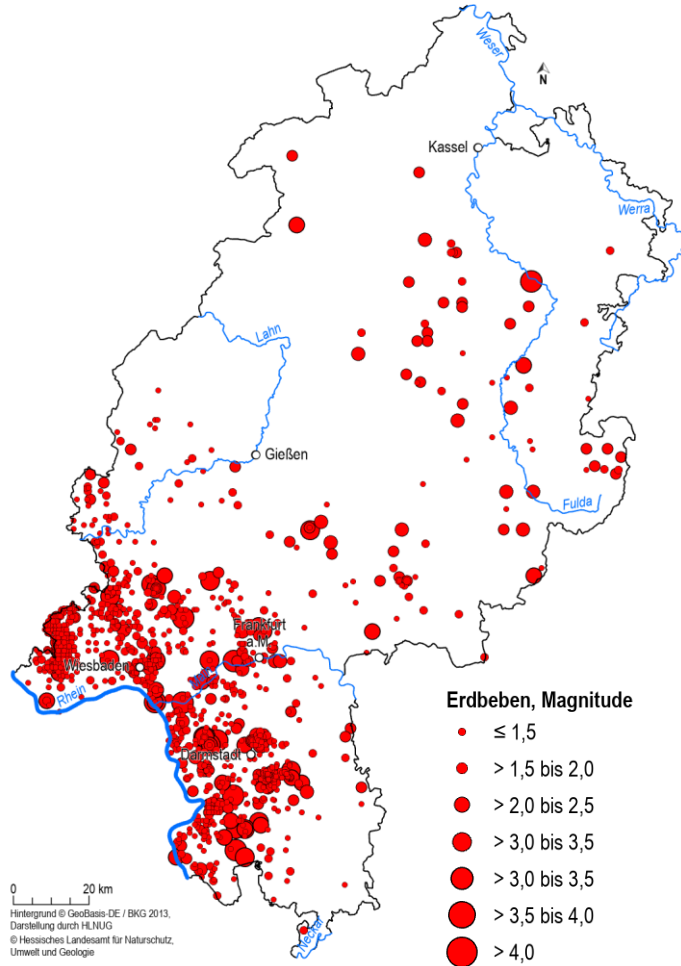 Weser
N
Kassel
Werra
Lahn
Gießen
Fulda
Frankfurt
a.M.
Wiesbaden
Rhein
Darmstadt
Neckar
Erdbeben, Magnitude
≤ 1,5
> 1,5 bis 2,0
> 2,0 bis 2,5
> 3,0 bis 3,5
> 3,0 bis 3,5
> 3,5 bis 4,0
> 4,0
0 20 km
Hintergrund © GeoBasis-DE / BKG 2013,
Darstellung durch HLNUG
© Hessisches Landesamt für Naturschutz,
Umwelt und Geologie